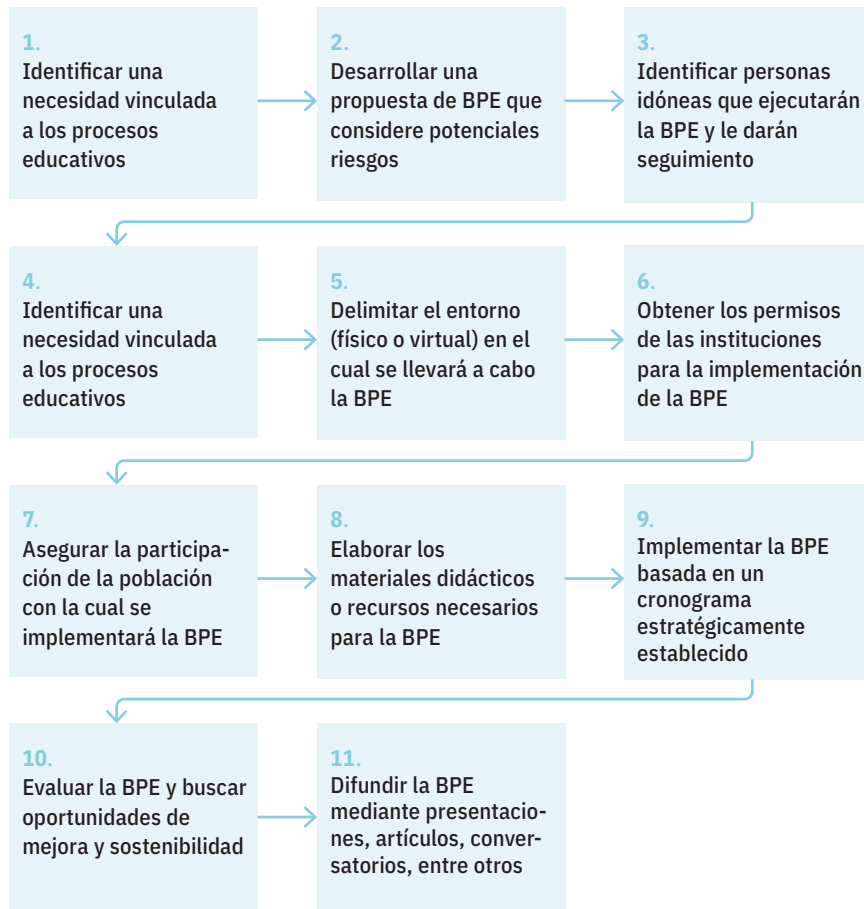 1.
Identificar una
necesidad vinculada
a los procesos
educativos
2.
Desarrollar una
propuesta de BPE que
considere potenciales
riesgos
3.
Identificar personas
idóneas que ejecutarán
la BPE y le darán
seguimiento
4.
Identificar una
necesidad vinculada
a los procesos
educativos
5.
Delimitar el entorno
(físico o virtual) en el
cual se llevará a cabo
la BPE
6.
Obtener los permisos
de las instituciones
para la implementación
de la BPE
7.
Asegurar la participa-
ción de la población
con la cual se
implementará la BPE
8.
Elaborar los
materiales didácticos
o recursos necesarios
para la BPE
9.
Implementar la BPE
basada en un
cronograma
estratégicamente
establecido
10.
Evaluar la BPE y buscar
oportunidades de
mejora y sostenibilidad
11.
Difundir la BPE
mediante presentacio-
nes, artículos, conver-
satorios, entre otros